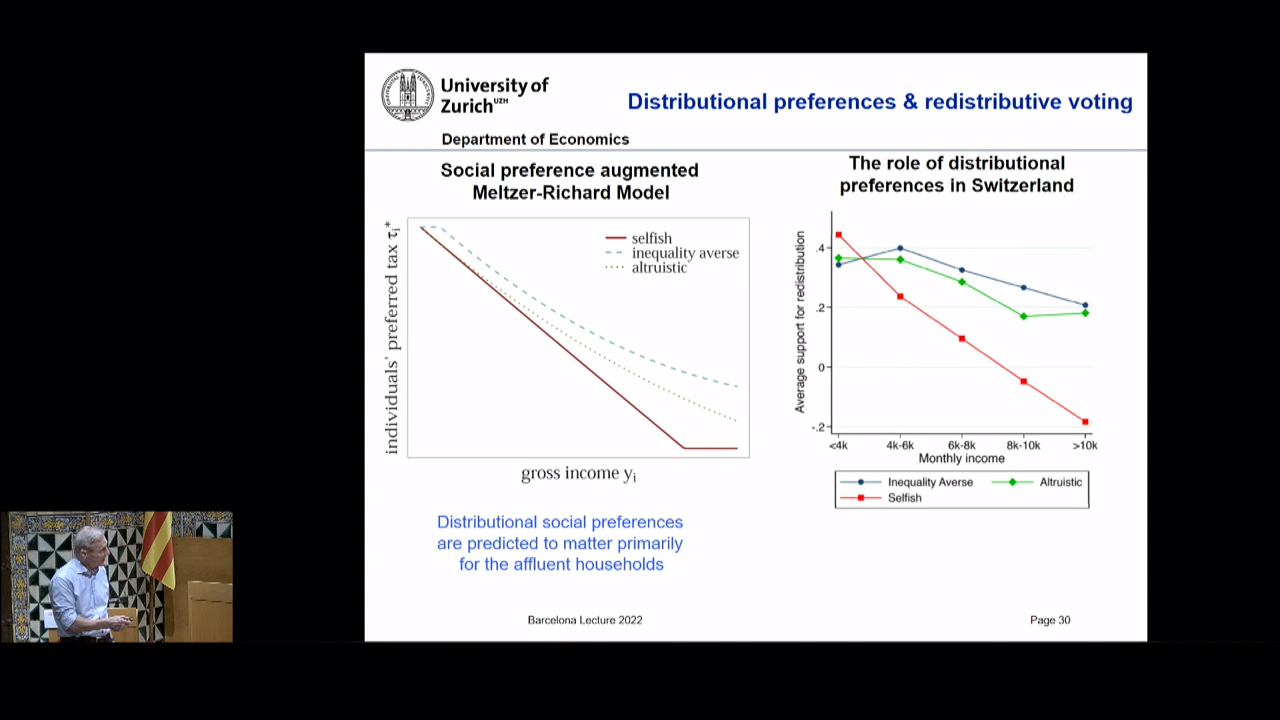 University of
Zurich UZH
Distributional preferences & redistributive voting
Department of Economics
Social preference augmented
Meltzer-Richard Model
individuals' preferred tax τi*
selfish
inequality averse
altruistic
gross income yi
Distributional social preferences
are predicted to matter primarily
for the affluent households
The role of distributional
preferences in Switzerland
Average support for redistribution
.4
.2
0
-.2
<4k 4k-6k 6k-8k 8k-10k >10k
Monthly income
Inequality Averse Altruistic
Selfish
Barcelona Lecture 2022 Page 30